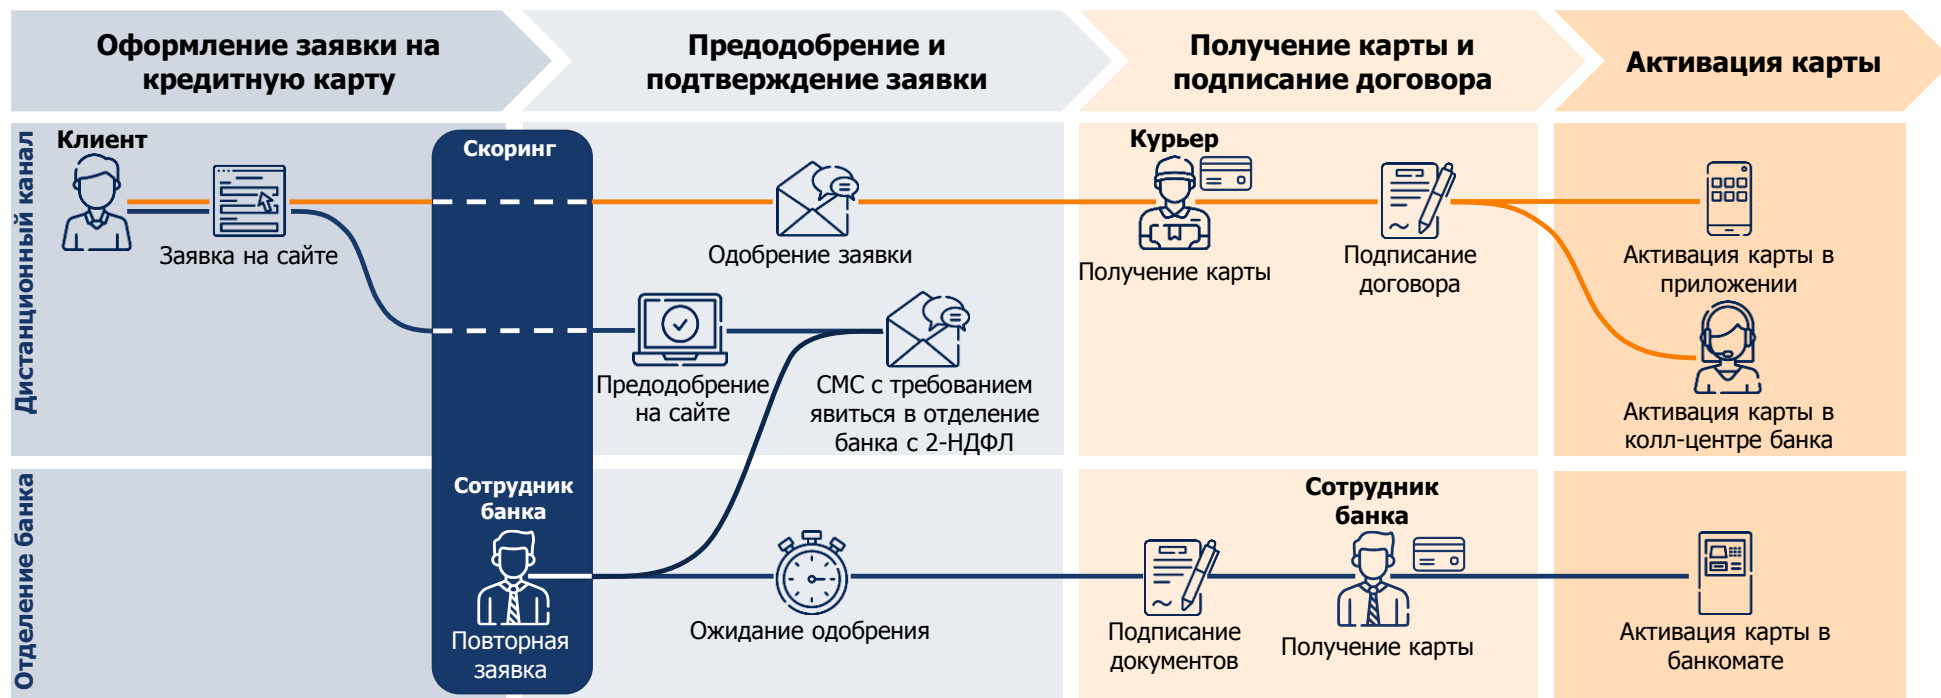 Оформление заявки на
кредитную карту
Предодобрение и
подтверждение заявки
Получение карты и
подписание договора
Активация карты
Дистанционный канал
Клиент
Заявка на сайте
Скоринг
Одобрение заявки
Курьер
Получение карты
Подписание
договора
Активация карты в
приложении
Предодобрение
на сайте
СМС с требованием
явиться в отделение
банка с 2-НДФЛ
Активация карты в
колл-центре банка
Отделение банка
Сотрудник
банка
Повторная
заявка
Ожидание одобрения
Подписание
документов
Сотрудник
банка
Получение карты
Активация карты в
банкомате